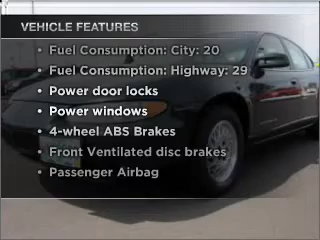 VEHICLE FEATURES
• Fuel Consumption: City: 20
• Fuel Consumption: Highway: 29
• Power door locks
• Power windows
• 4-wheel ABS Brakes
• Front Ventilated disc brakes
• Passenger Airbag